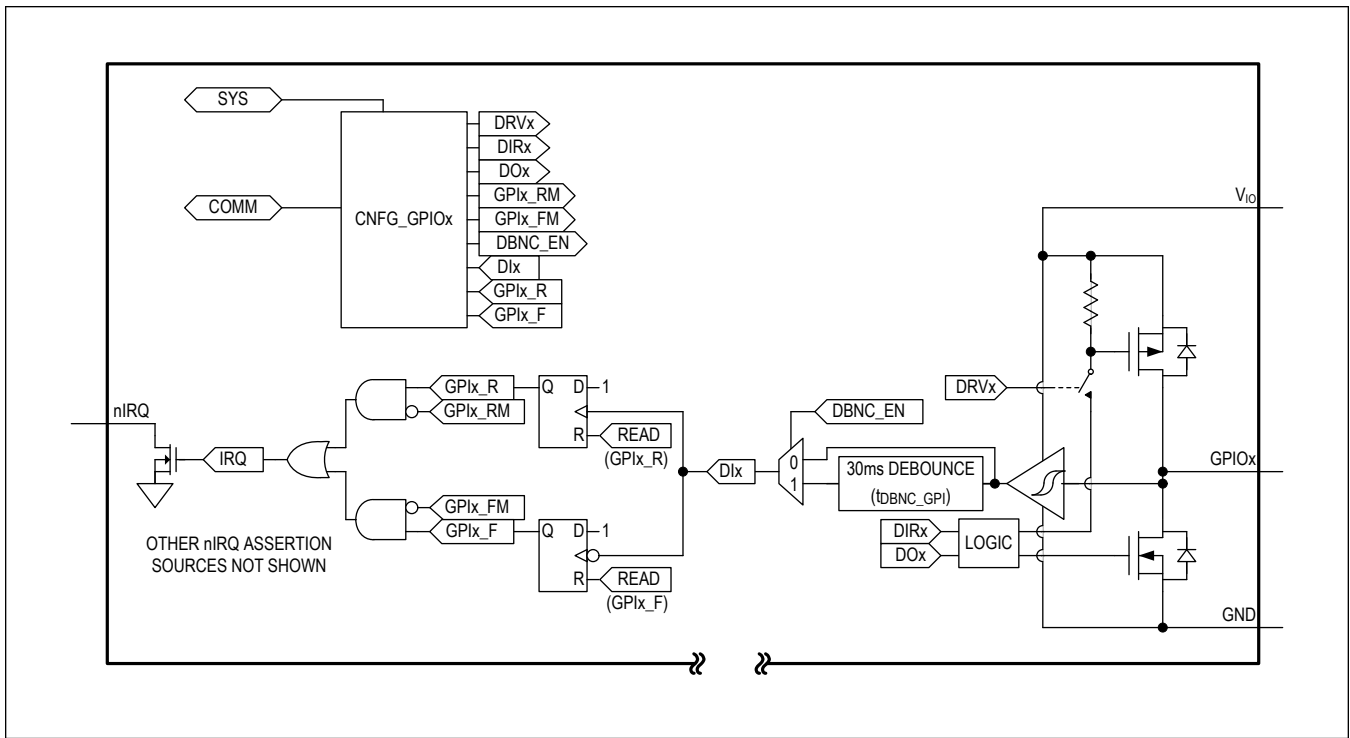 SYS
COMM
CNFG_GPIOx
DRVx
DIRx
DOx
GPIx_RM
GPIx_FM
DBNC_EN
DIx
GPIx_R
GPIx_F
VIO
nIRQ
IRQ
GPIx_R
GPIx_RM
Q D 1
R READ
(GPIx_R)
GPIx_FM
GPIx_F
Q D 1
R READ
(GPIx_F)
OTHER nIRQ ASSERTION
SOURCES NOT SHOWN
DIx
DBNC_EN
0
1
30ms DEBOUNCE
(tDBNC_GPI)
DRVx
DIRx
DOx
LOGIC
GPIOx
GND